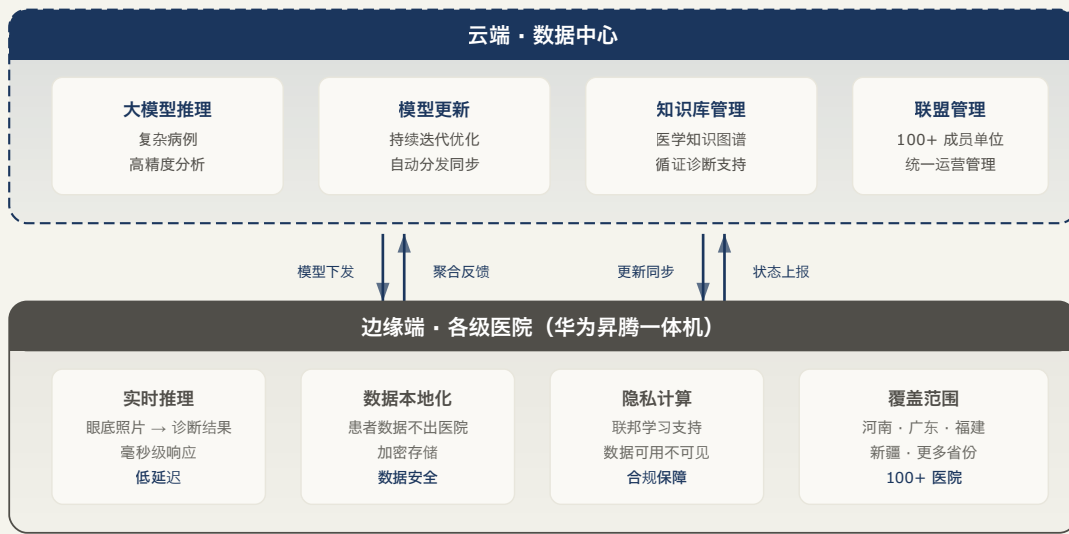 云端 · 数据中心
大模型推理
复杂病例
高精度分析
模型更新
持续迭代优化
自动分发同步
知识库管理
医学知识图谱
循证诊断支持
联盟管理
100+ 成员单位
统一运营管理
模型下发
聚合反馈
更新同步
状态上报
边缘端 · 各级医院（华为昇腾一体机）
实时推理
眼底照片 → 诊断结果
毫秒级响应
低延迟
数据本地化
患者数据不出医院
加密存储
数据安全
隐私计算
联邦学习支持
数据可用不可见
合规保障
覆盖范围
河南 · 广东 · 福建
新疆 · 更多省份
100+ 医院